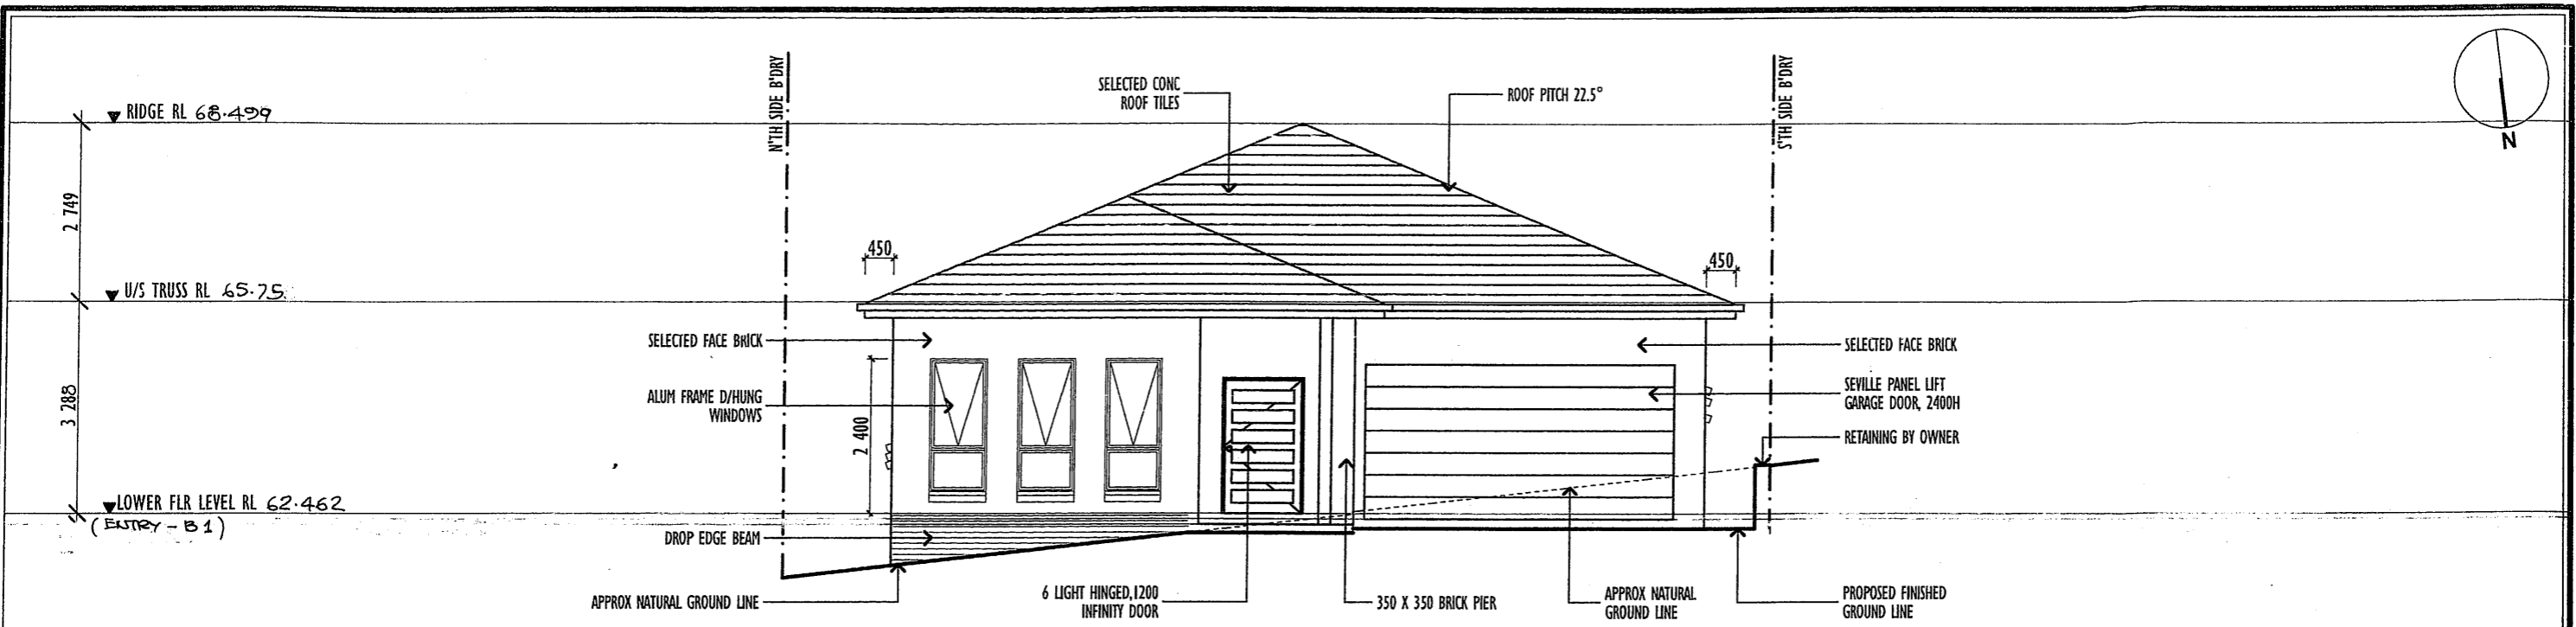 N'TH SIDE B'DRY
S'TH SIDE B'DRY
N
SELECTED CONC
ROOF TILES
ROOF PITCH 22.5°
RIDGE RL 68.499
2 749
450
450
U/S TRUSS RL 65.75
SELECTED FACE BRICK
SELECTED FACE BRICK
ALUM FRAME D/HUNG
WINDOWS
SEVILLE PANEL LIFT
GARAGE DOOR, 2400H
3 288
2 400
RETAINING BY OWNER
LOWER FLR LEVEL RL 62.462
(ENTRY - B1)
DROP EDGE BEAM
APPROX NATURAL GROUND LINE
6 LIGHT HINGED,1200
INFINITY DOOR
350 X 350 BRICK PIER
APPROX NATURAL
GROUND LINE
PROPOSED FINISHED
GROUND LINE